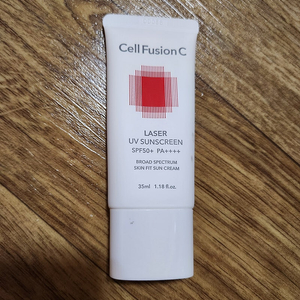 Cell Fusion C
LASER
UV SUNSCREEN
SPF50+ PA++++
BROAD SPECTRUM
SKIN FIT SUN CREAM
35ml 1.18 fl.oz.